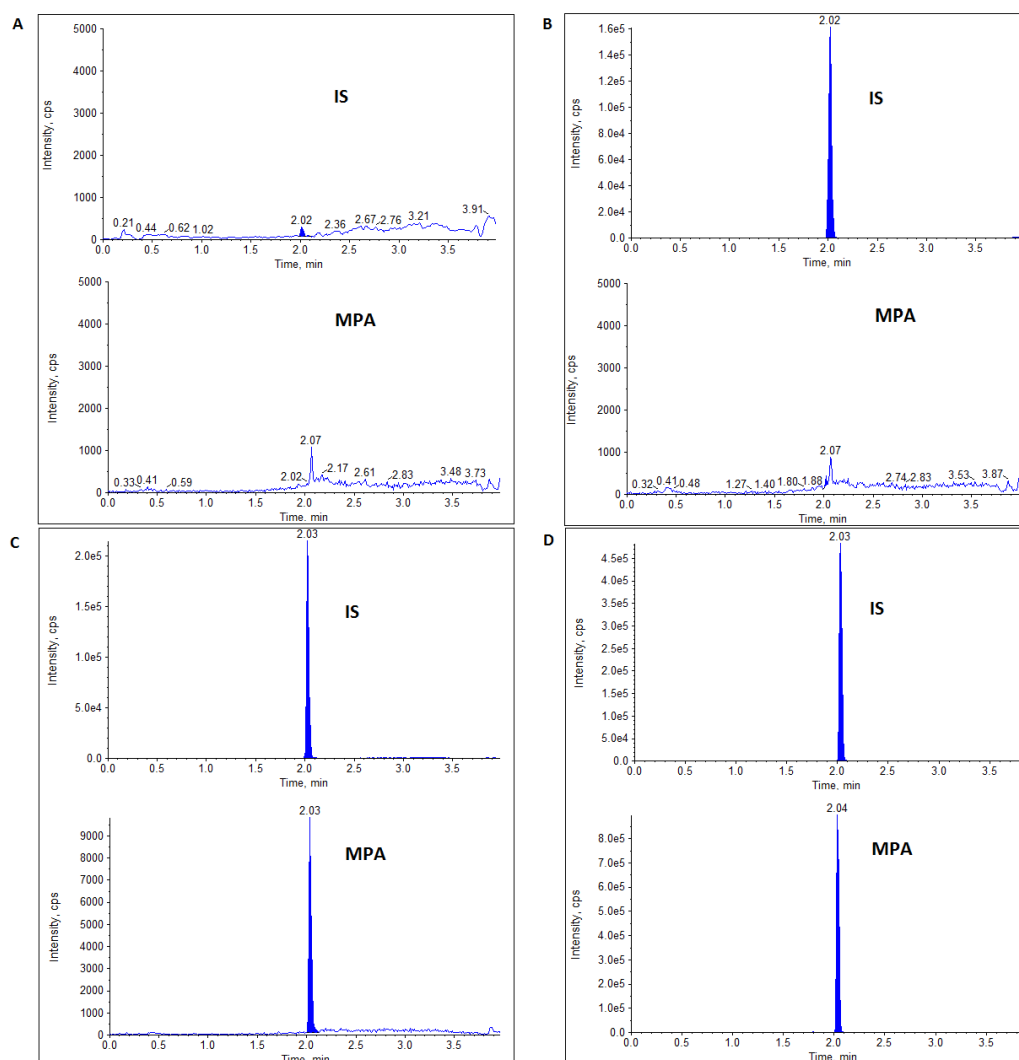 A
5000
4000
3000
2000
1000
0
Intensity, cps
IS
0.21 0.44 0.62 1.02 2.02 2.36 2.67 2.76 3.21 3.91
0.0 0.5 1.0 1.5 2.0 2.5 3.0 3.5
Time, min
5000
4000
3000
2000
1000
0
Intensity, cps
MPA
0.33 0.41 0.59 2.02 2.07 2.17 2.61 2.83 3.48 3.73
0.0 0.5 1.0 1.5 2.0 2.5 3.0 3.5
Time. min
B
2.02
1.6e5
1.4e5
1.2e5
1.0e5
8.0e4
6.0e4
4.0e4
2.0e4
0.0
Intensity, cps
IS
0.0 0.5 1.0 1.5 2.0 2.5 3.0 3.5
Time, min
5000
4000
3000
2000
1000
0
Intensity, cps
MPA
0.32 0.41 0.48 1.27 1.40 1.80 1.88 2.07 2.74 2.83 3.53 3.87
0.0 0.5 1.0 1.5 2.0 2.5 3.0 3.5
Time, min
C
2.03
2.0e5
1.5e5
1.0e5
5.0e4
0.0
Intensity, cps
IS
0.0 0.5 1.0 1.5 2.0 2.5 3.0 3.5
Time, min
2.03
9000
8000
7000
6000
5000
4000
3000
2000
1000
0
Intensity, cps
MPA
0.0 0.5 1.0 1.5 2.0 2.5 3.0 3.5
Time, min
D
2.03
4.5e5
4.0e5
3.5e5
3.0e5
2.5e5
2.0e5
1.5e5
1.0e5
5.0e4
0.0
Intensity, cps
IS
0.0 0.5 1.0 1.5 2.0 2.5 3.0 3.5
Time, min
2.04
8.0e5
7.0e5
6.0e5
5.0e5
4.0e5
3.0e5
2.0e5
1.0e5
0.0
Intensity, cps
MPA
0.0 0.5 1.0 1.5 2.0 2.5 3.0 3.5
Time, min